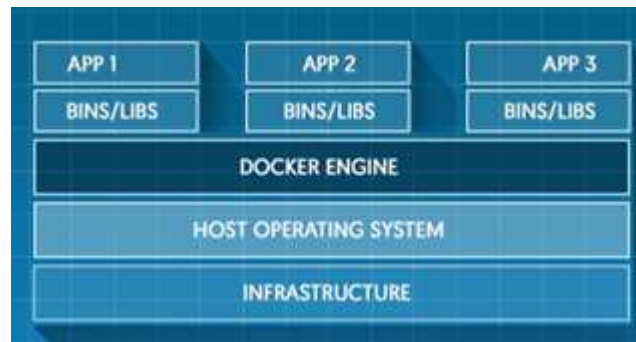 APP 1 APP 2 APP 3
BINS/LIBS BINS/LIBS BINS/LIBS
DOCKER ENGINE
HOST OPERATING SYSTEM
INFRASTRUCTURE